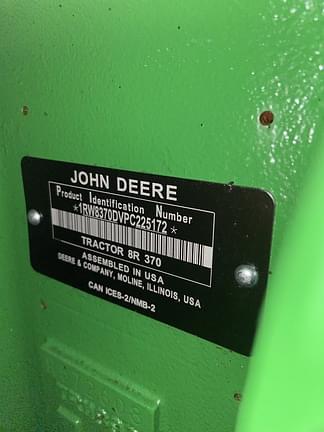 JOHN DEERE
Product Identification Number
*1RW8370DVPC225172*
TRACTOR 8R 370
ASSEMBLED IN USA
DEERE & COMPANY, MOLINE, ILLINOIS, USA
CAN ICES-2/NMB-2